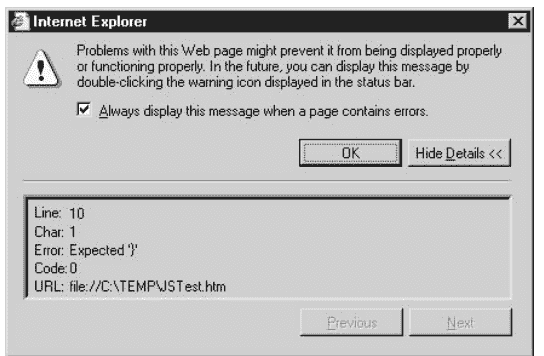 Internet Explorer
Problems with this Web page might prevent it from being displayed properly
or functioning properly. In the future, you can display this message by
double-clicking the warning icon displayed in the status bar.
Always display this message when a page contains errors.
OK
Hide Details <<
Line: 10
Char: 1
Error: Expected '}'
Code: 0
URL: file://C:\TEMP\JSTest.htm
Previous
Next